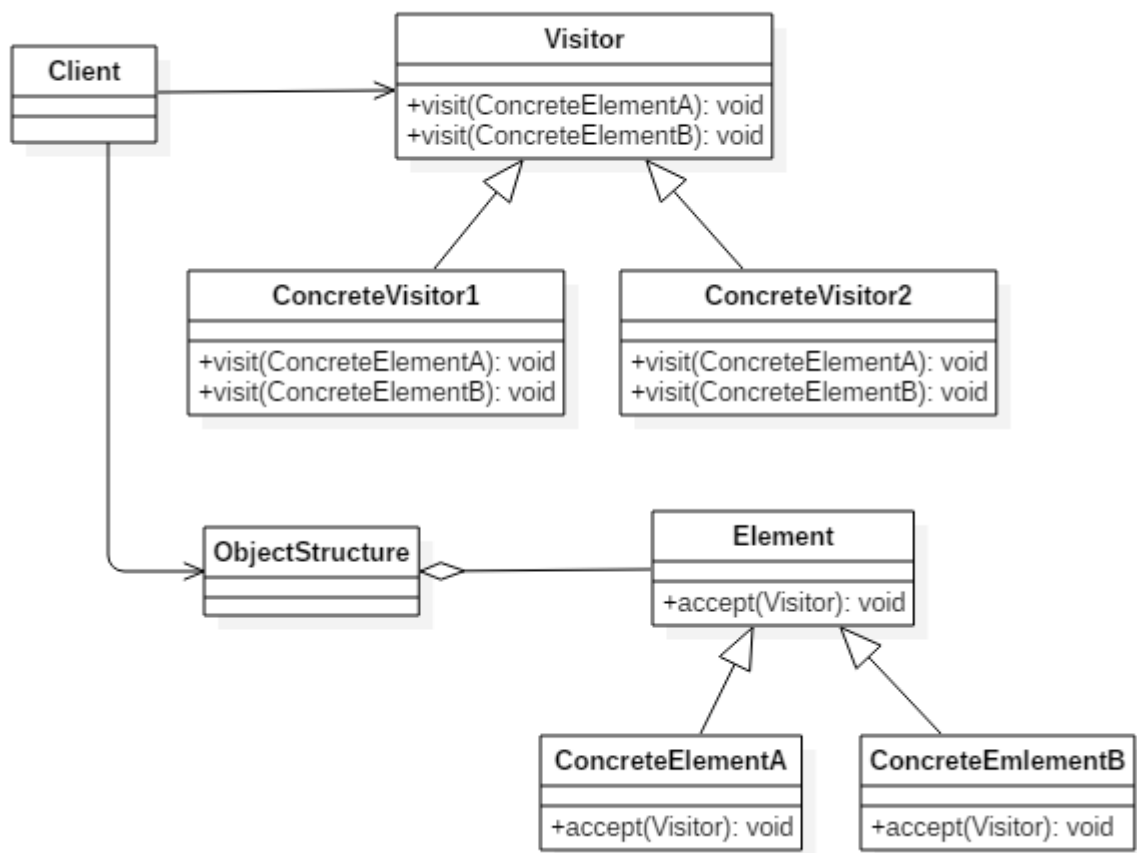 Visitor
Client
+visit(ConcreteElementA): void
+visit(ConcreteElementB): void
ConcreteVisitor1
+visit(ConcreteElementA): void
+visit(ConcreteElementB): void
ConcreteVisitor2
+visit(ConcreteElementA): void
+visit(ConcreteElementB): void
ObjectStructure
Element
+accept(Visitor): void
ConcreteElementA
+accept(Visitor): void
ConcreteEmlementB
+accept(Visitor): void